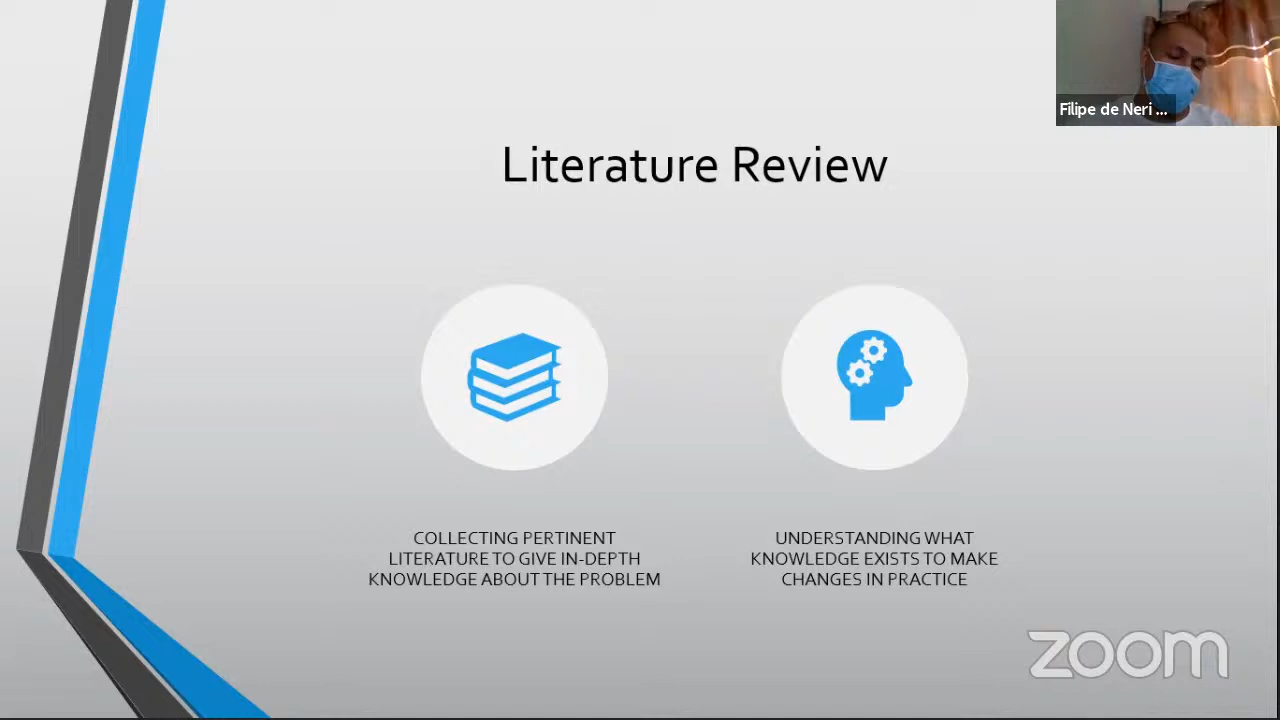 Filipe de Neri ...
Literature Review
COLLECTING PERTINENT
LITERATURE TO GIVE IN-DEPTH
KNOWLEDGE ABOUT THE PROBLEM
UNDERSTANDING WHAT
KNOWLEDGE EXISTS TO MAKE
CHANGES IN PRACTICE
zoom